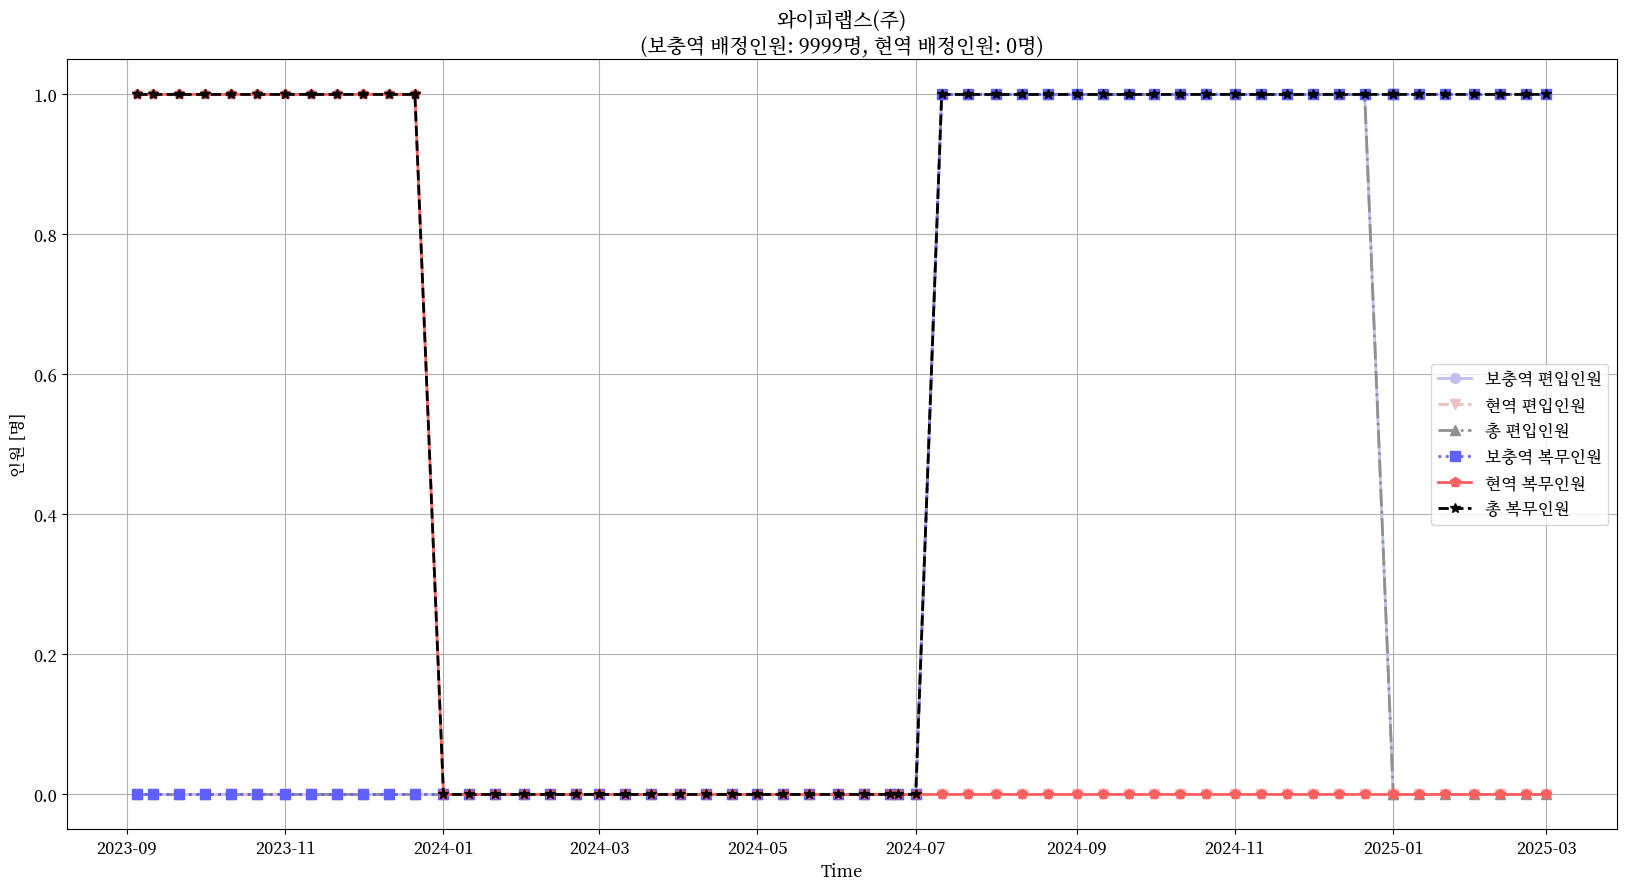 와이피랩스(주)
(보충역 배정인원: 9999명, 현역 배정인원: 0명)
인원 [명]
1.0
0.8
0.6
0.4
0.2
0.0
보충역 편입인원
현역 편입인원
총 편입인원
보충역 복무인원
현역 복무인원
총 복무인원
2023-09
2023-11
2024-01
2024-03
2024-05
2024-07
2024-09
2024-11
2025-01
2025-03
Time